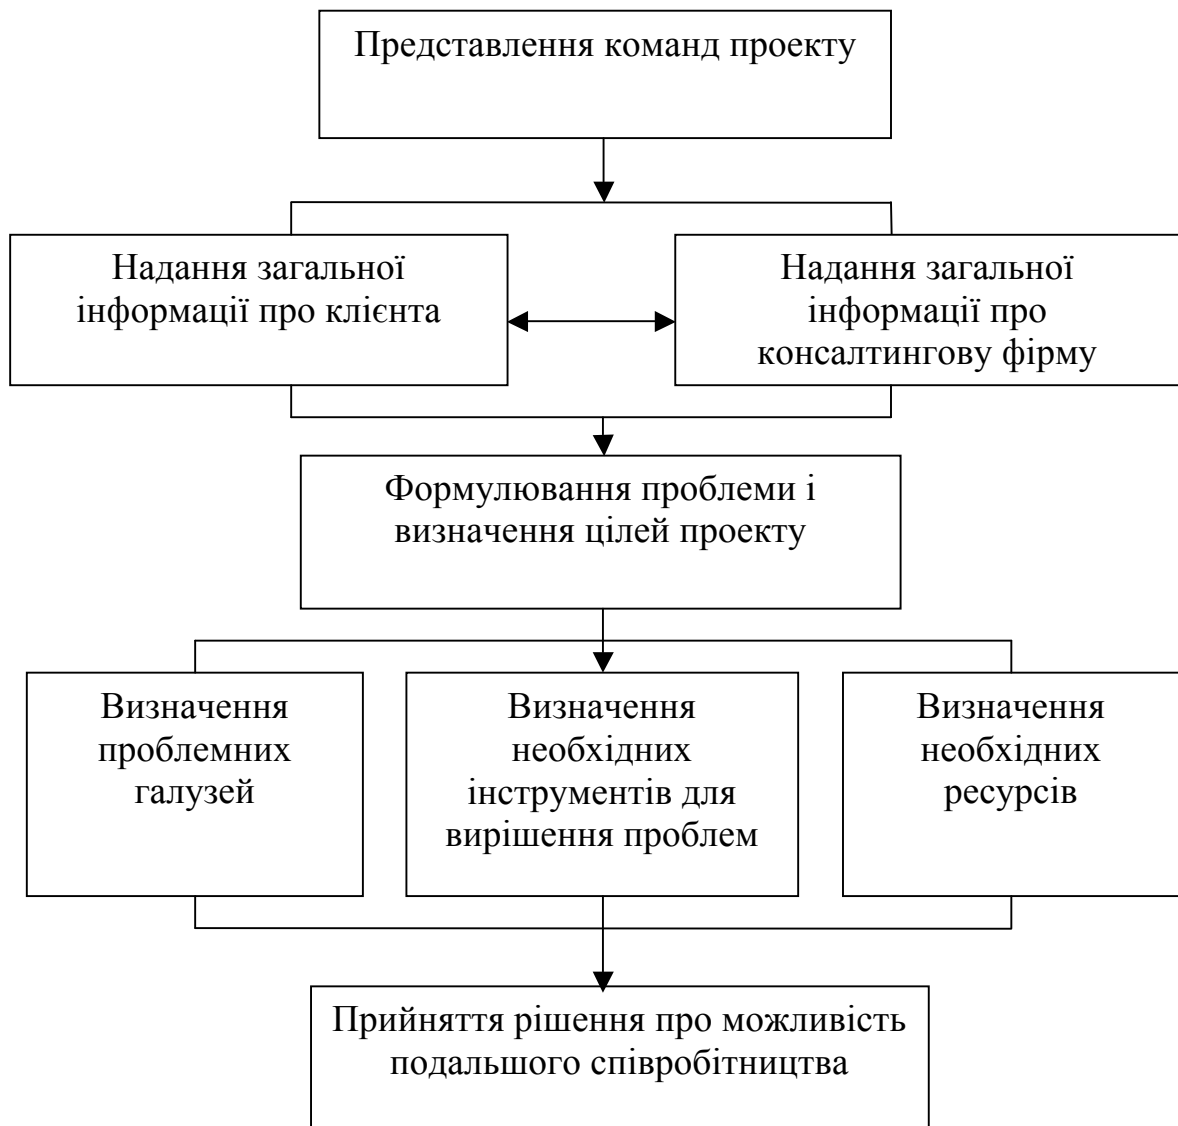 Представлення команд проекту
Надання загальної
інформації про клієнта
Надання загальної
інформації про
консалтингову фірму
Формулювання проблеми і
визначення цілей проекту
Визначення
проблемних
галузей
Визначення
необхідних
інструментів для
вирішення проблем
Визначення
необхідних
ресурсів
Прийняття рішення про можливість
подальшого співробітництва